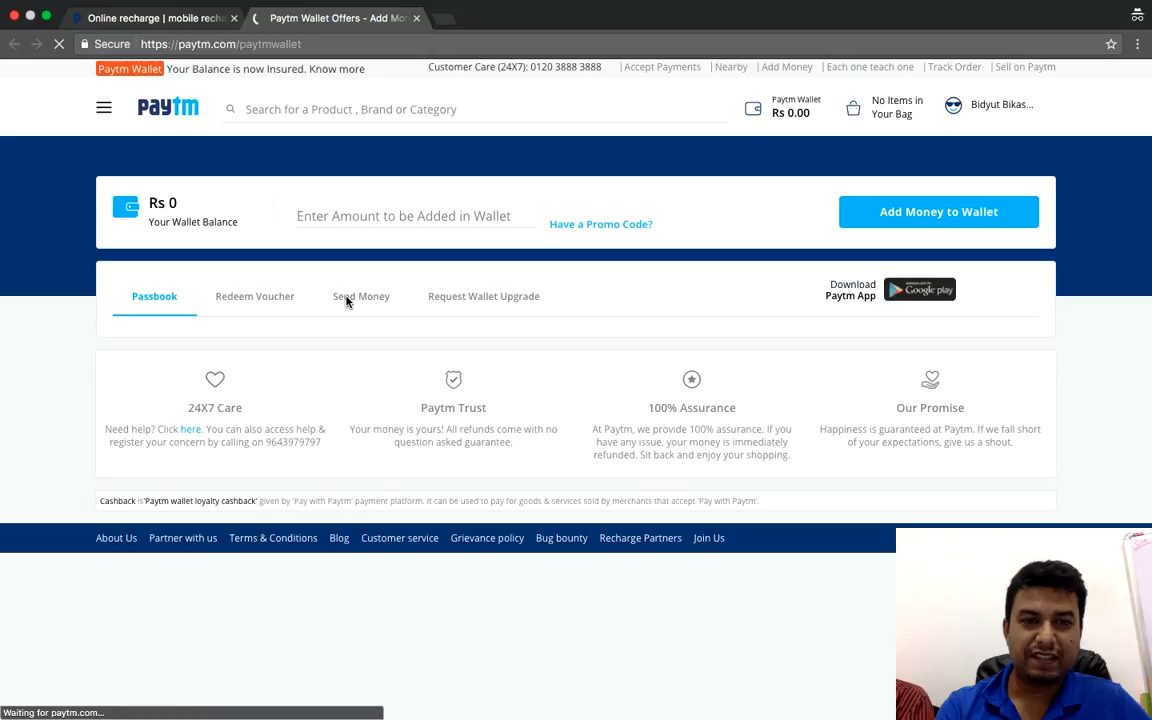 Online recharge | mobile recha
Paytm Wallet Offers - Add Mon
Secure https://paytm.com/paytmwallet
Paytm Wallet Your Balance is now Insured. Know more
Customer Care (24X7): 0120 3888 3888 | Accept Payments | Nearby | Add Money | Each one teach one | Track Order | Sell on Paytm
paytm
Search for a Product , Brand or Category
Paytm Wallet
Rs 0.00
No Items in
Your Bag
Bidyut Bikas...
Rs 0
Your Wallet Balance
Enter Amount to be Added in Wallet
Have a Promo Code?
Add Money to Wallet
Passbook
Redeem Voucher
Send Money
Request Wallet Upgrade
Download
Paytm App
Google play
24X7 Care
Need help? Click here. You can also access help &
register your concern by calling on 9643979797
Paytm Trust
Your money is yours! All refunds come with no
question asked guarantee.
100% Assurance
At Paytm, we provide 100% assurance. If you
have any issue, your money is immediately
refunded. Sit back and enjoy your shopping.
Our Promise
Happiness is guaranteed at Paytm. If we fall short
of your expectations, give us a shout.
Cashback is'Paytm wallet loyalty cashback' given by 'Pay with Paytm' payment platform. it can be used to pay for goods & services sold by merchants that accept 'Pay with Paytm'.
About Us Partner with us Terms & Conditions Blog Customer service Grievance policy Bug bounty Recharge Partners Join Us
Waiting for paytm.com...